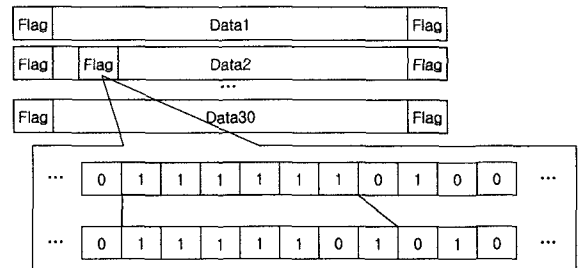 Flag Data1 Flag
Flag Flag Data2 Flag
...
Flag Data30 Flag
... 0 1 1 1 1 1 1 0 1 0 0 ...
... 0 1 1 1 1 1 0 1 0 1 0 ...